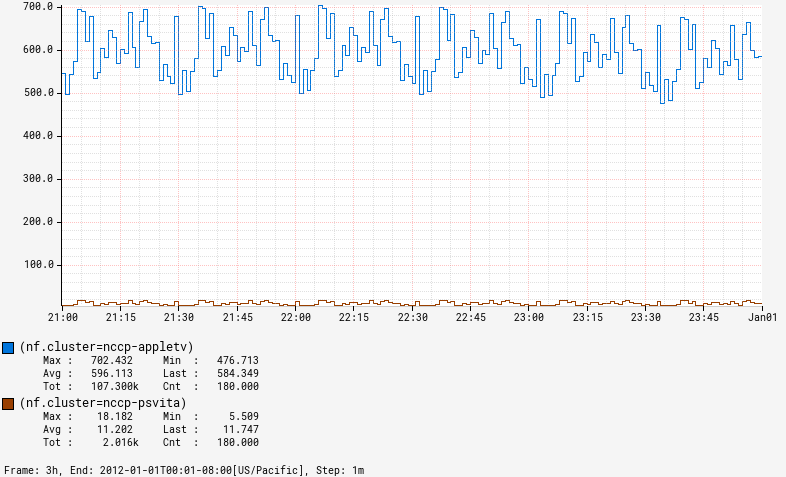 700.0
600.0
500.0
400.0
300.0
200.0
100.0
21:00 21:15 21:30 21:45 22:00 22:15 22:30 22:45 23:00 23:15 23:30 23:45 Jan01
(nf.cluster=nccp-appletv)
Max : 702.432 Min : 476.713
Avg : 596.113 Last : 584.349
Tot : 107.300k Cnt : 180.000
(nf.cluster=nccp-psvita)
Max : 18.182 Min : 5.509
Avg : 11.202 Last : 11.747
Tot : 2.016k Cnt : 180.000
Frame: 3h, End: 2012-01-01T00:01-08:00[US/Pacific], Step: 1m